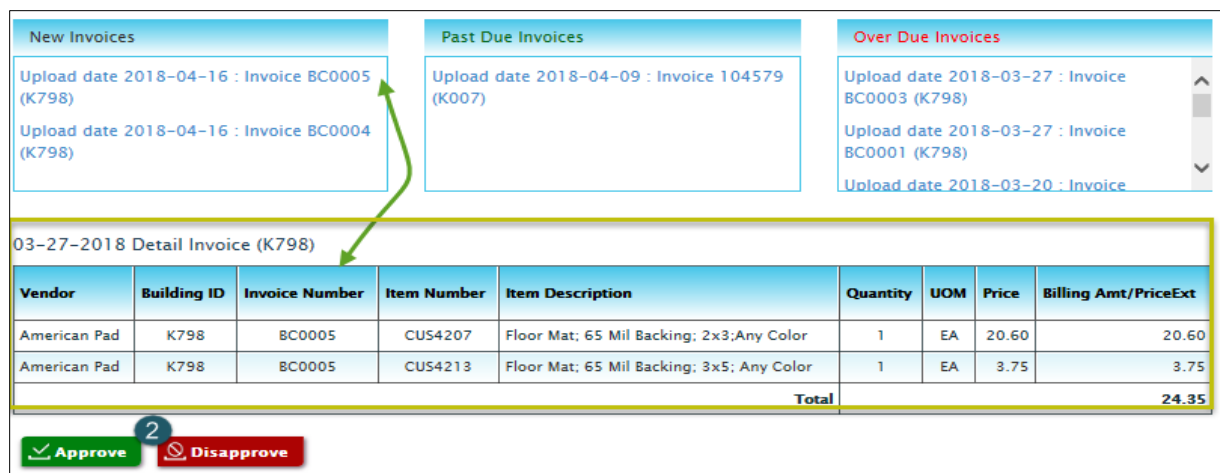 New Invoices
Upload date 2018-04-16 : Invoice BC0005
(K798)
Upload date 2018-04-16 : Invoice BC0004
(K798)
Past Due Invoices
Upload date 2018-04-09 : Invoice 104579
(K007)
Over Due Invoices
Upload date 2018-03-27 : Invoice
BC0003 (K798)
Upload date 2018-03-27 : Invoice
BC0001 (K798)
Upload date 2018-03-20 : Invoice
03-27-2018 Detail Invoice (K798)
Vendor Building ID Invoice Number Item Number Item Description Quantity UOM Price Billing Amt/PriceExt
American Pad K798 BC0005 CUS4207 Floor Mat; 65 Mil Backing; 2x3;Any Color 1 EA 20.60 20.60
American Pad K798 BC0005 CUS4213 Floor Mat; 65 Mil Backing; 3x5; Any Color 1 EA 3.75 3.75
Total 24.35
Approve 2 Disapprove